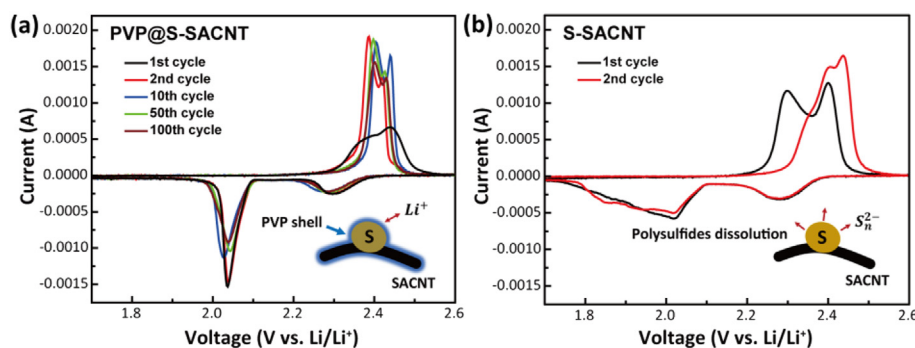 (a)
PVP@S-SACNT
1st cycle
2nd cycle
10th cycle
50th cycle
100th cycle
Current (A)
0.0015
0.0010
0.0005
0.0000
-0.0005
-0.0010
-0.0015
PVP shell
Li⁺
S
SACNT
1.8
2.0
2.2
2.4
2.6
Voltage (V vs. Li/Li⁺)
(b)
S-SACNT
1st cycle
2nd cycle
Current (A)
0.0015
0.0010
0.0005
0.0000
-0.0005
-0.0010
-0.0015
Polysulfides dissolution
Sₙ²⁻
S
SACNT
1.8
2.0
2.2
2.4
2.6
Voltage (V vs. Li/Li⁺)